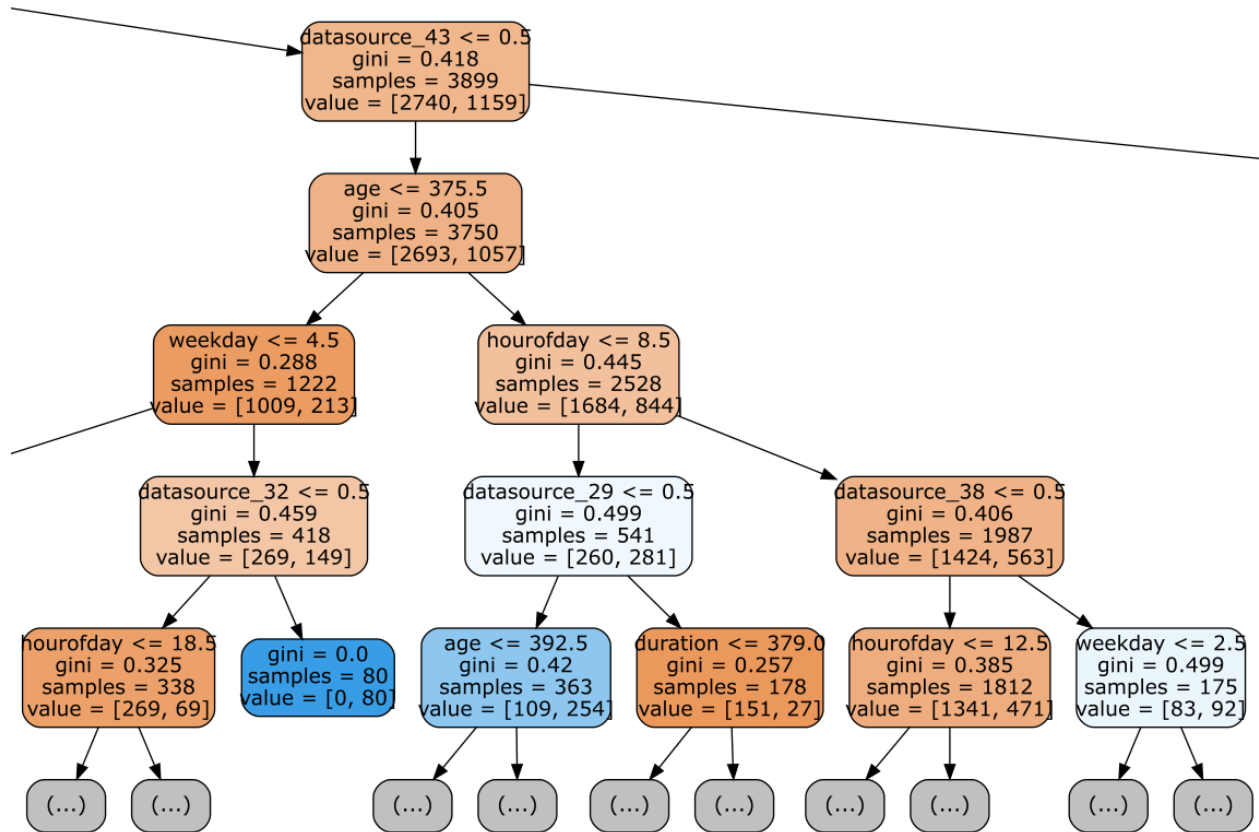 datasource_43 <= 0.5
gini = 0.418
samples = 3899
value = [2740, 1159]
age <= 375.5
gini = 0.405
samples = 3750
value = [2693, 1057]
weekday <= 4.5
gini = 0.288
samples = 1222
value = [1009, 213]
hourofday <= 8.5
gini = 0.445
samples = 2528
value = [1684, 844]
datasource_32 <= 0.5
gini = 0.459
samples = 418
value = [269, 149]
datasource_29 <= 0.5
gini = 0.499
samples = 541
value = [260, 281]
datasource_38 <= 0.5
gini = 0.406
samples = 1987
value = [1424, 563]
hourofday <= 18.5
gini = 0.325
samples = 338
value = [269, 69]
gini = 0.0
samples = 80
value = [0, 80]
age <= 392.5
gini = 0.42
samples = 363
value = [109, 254]
duration <= 379.0
gini = 0.257
samples = 178
value = [151, 27]
hourofday <= 12.5
gini = 0.385
samples = 1812
value = [1341, 471]
weekday <= 2.5
gini = 0.499
samples = 175
value = [83, 92]
(...)
(...)
(...)
(...)
(...)
(...)
(...)
(...)
(...)
(...)